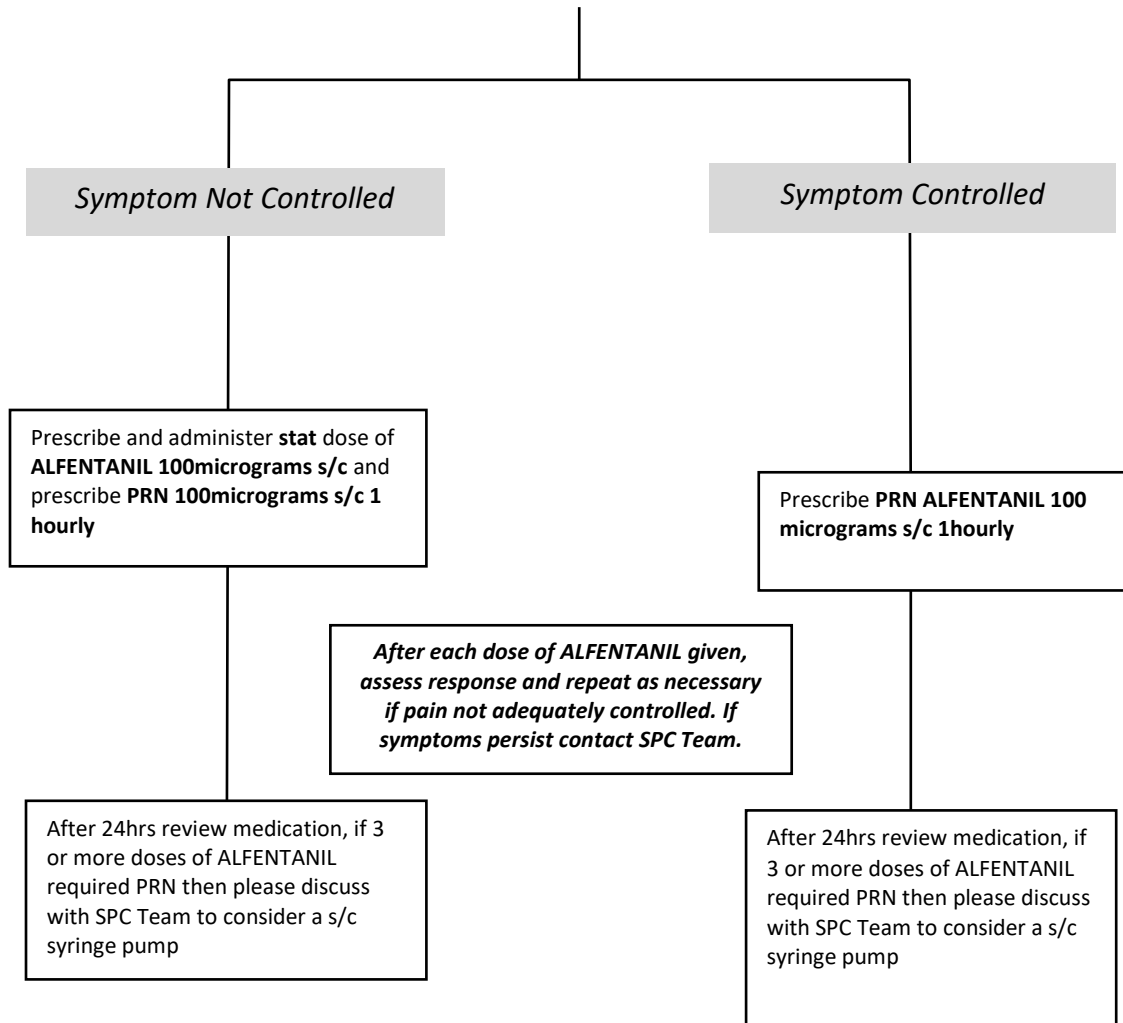 Symptom Not Controlled
Symptom Controlled
Prescribe and administer stat dose of
ALFENTANIL 100micrograms s/c and
prescribe PRN 100micrograms s/c 1
hourly
Prescribe PRN ALFENTANIL 100
micrograms s/c 1hourly
After each dose of ALFENTANIL given,
assess response and repeat as necessary
if pain not adequately controlled. If
symptoms persist contact SPC Team.
After 24hrs review medication, if 3
or more doses of ALFENTANIL
required PRN then please discuss
with SPC Team to consider a s/c
syringe pump
After 24hrs review medication, if
3 or more doses of ALFENTANIL
required PRN then please discuss
with SPC Team to consider a s/c
syringe pump